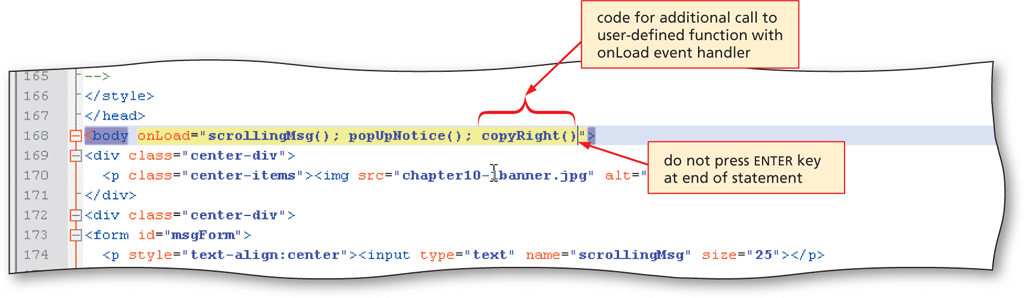 code for additional call to
user-defined function with
onLoad event handler
165 -->
166 </style>
167 </head>
168 <body onLoad="scrollingMsg(); popUpNotice(); copyRight()">
do not press ENTER key
at end of statement
169 <div class="center-div">
170 <p class="center-items"><img src="chapter10-banner.jpg" alt="
171 </div>
172 <div class="center-div">
173 <form id="msgForm">
174 <p style="text-align:center"><input type="text" name="scrollingMsg" size="25"></p>